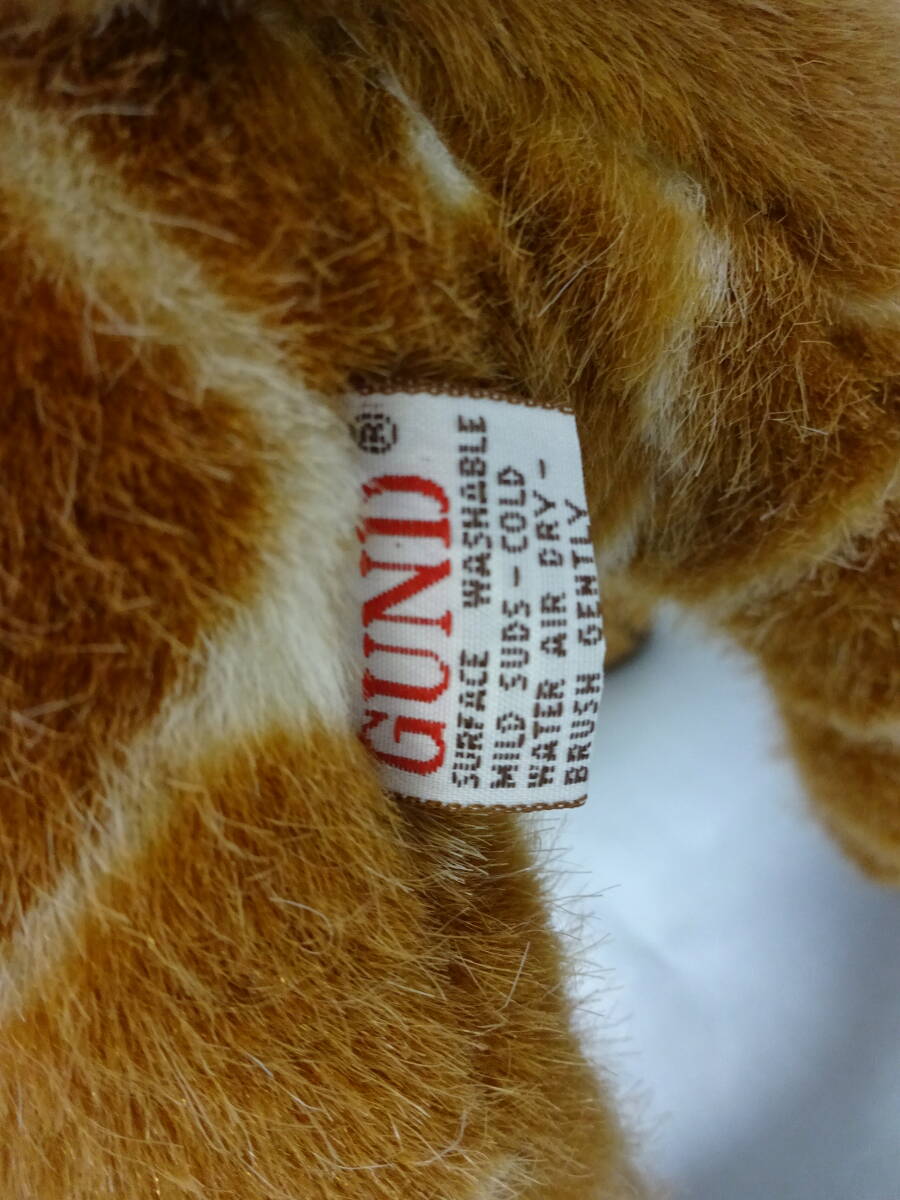 GUND®
SURFACE WASHABLE
MILD SUDS-COLD
WATER AIR DRY-
BRUSH GENTLY